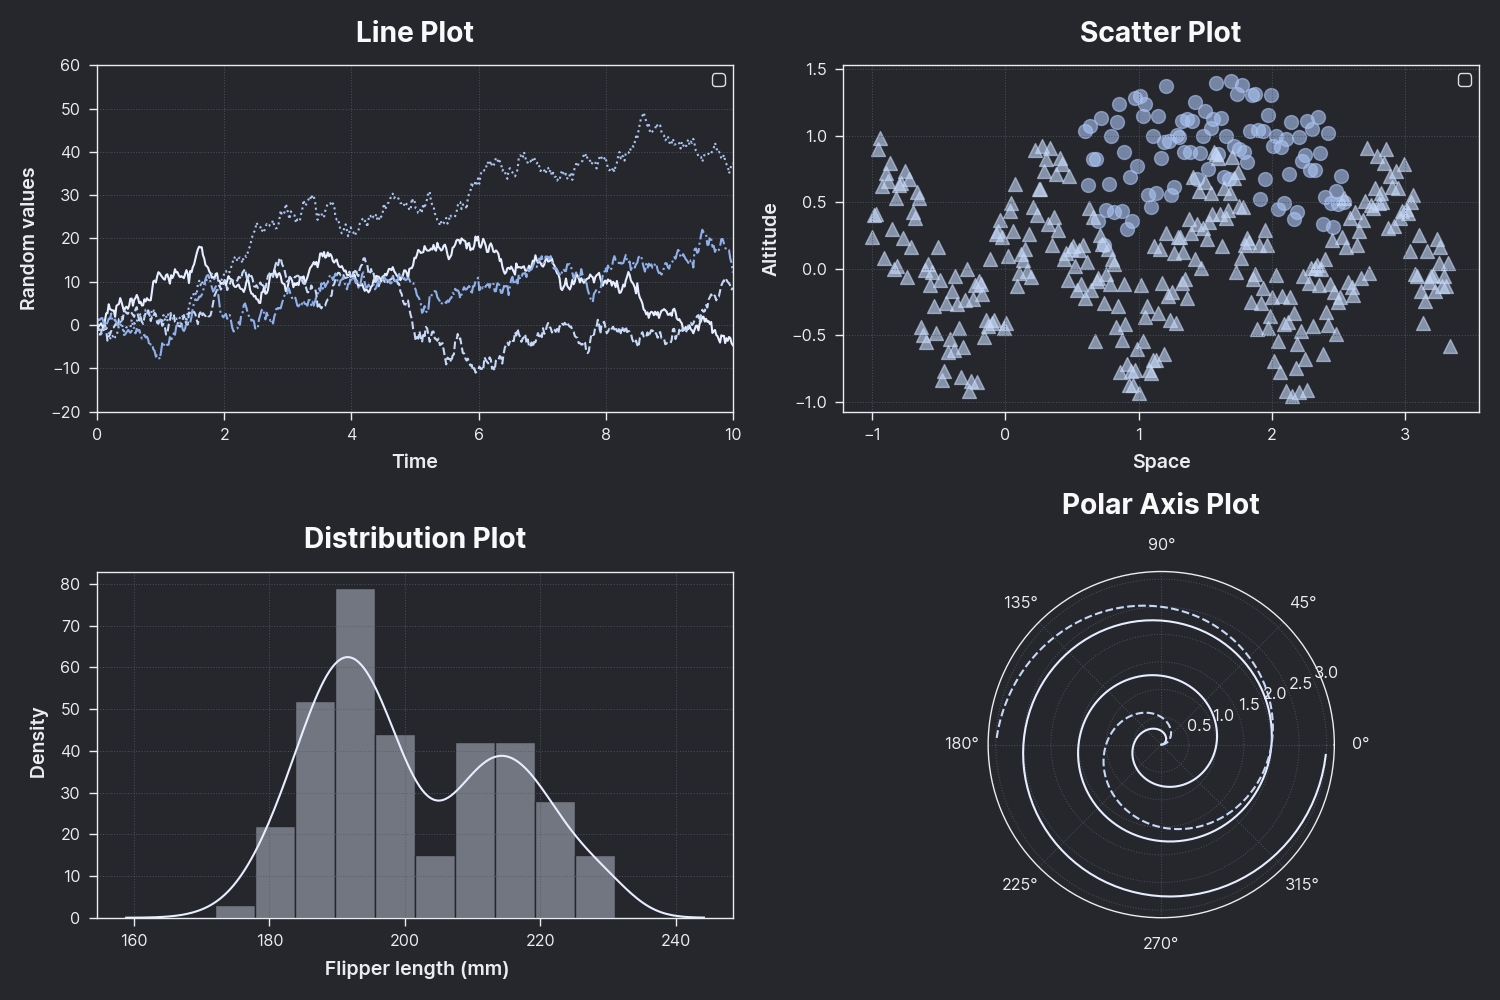 Line Plot
60
50
40
30
20
10
0
−10
−20
Random values
0 2 4 6 8 10
Time
Scatter Plot
1.5
1.0
0.5
0.0
−0.5
−1.0
Altitude
−1 0 1 2 3
Space
Distribution Plot
80
70
60
50
40
30
20
10
0
Density
160 180 200 220 240
Flipper length (mm)
Polar Axis Plot
90°
135° 45°
0.5 1.0 1.5 2.0 2.5 3.0
180° 0°
225° 315°
270°